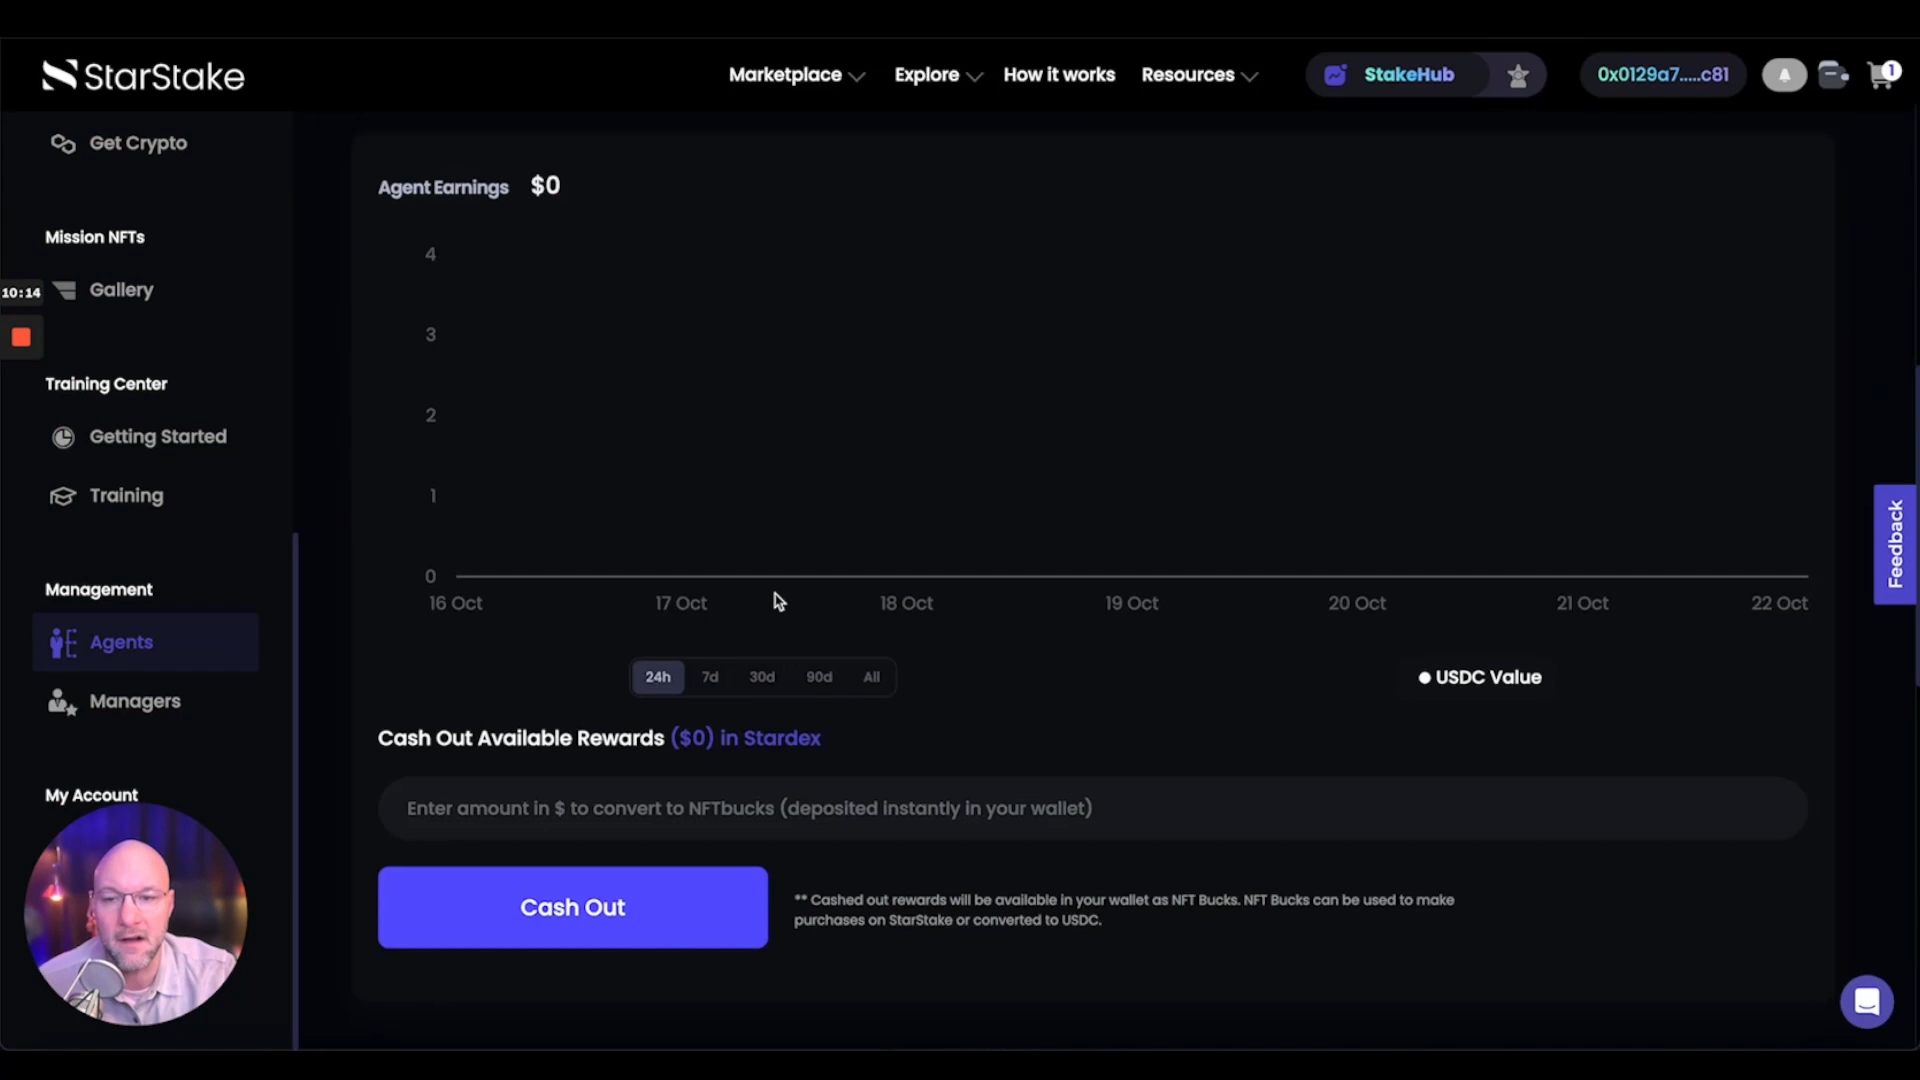 StarStake
Marketplace
Explore
How it works
Resources
StakeHub
0x0129a7.....c81
1
Get Crypto
Mission NFTs
10:14
Gallery
Training Center
Getting Started
Training
Management
Agents
Managers
My Account
Agent Earnings $0
4
3
2
1
0
16 Oct 17 Oct 18 Oct 19 Oct 20 Oct 21 Oct 22 Oct
24h 7d 30d 90d All
USDC Value
Cash Out Available Rewards ($0) in Stardex
Enter amount in $ to convert to NFTbucks (deposited instantly in your wallet)
Cash Out
** Cashed out rewards will be available in your wallet as NFT Bucks. NFT Bucks can be used to make
purchases on StarStake or converted to USDC.
Feedback